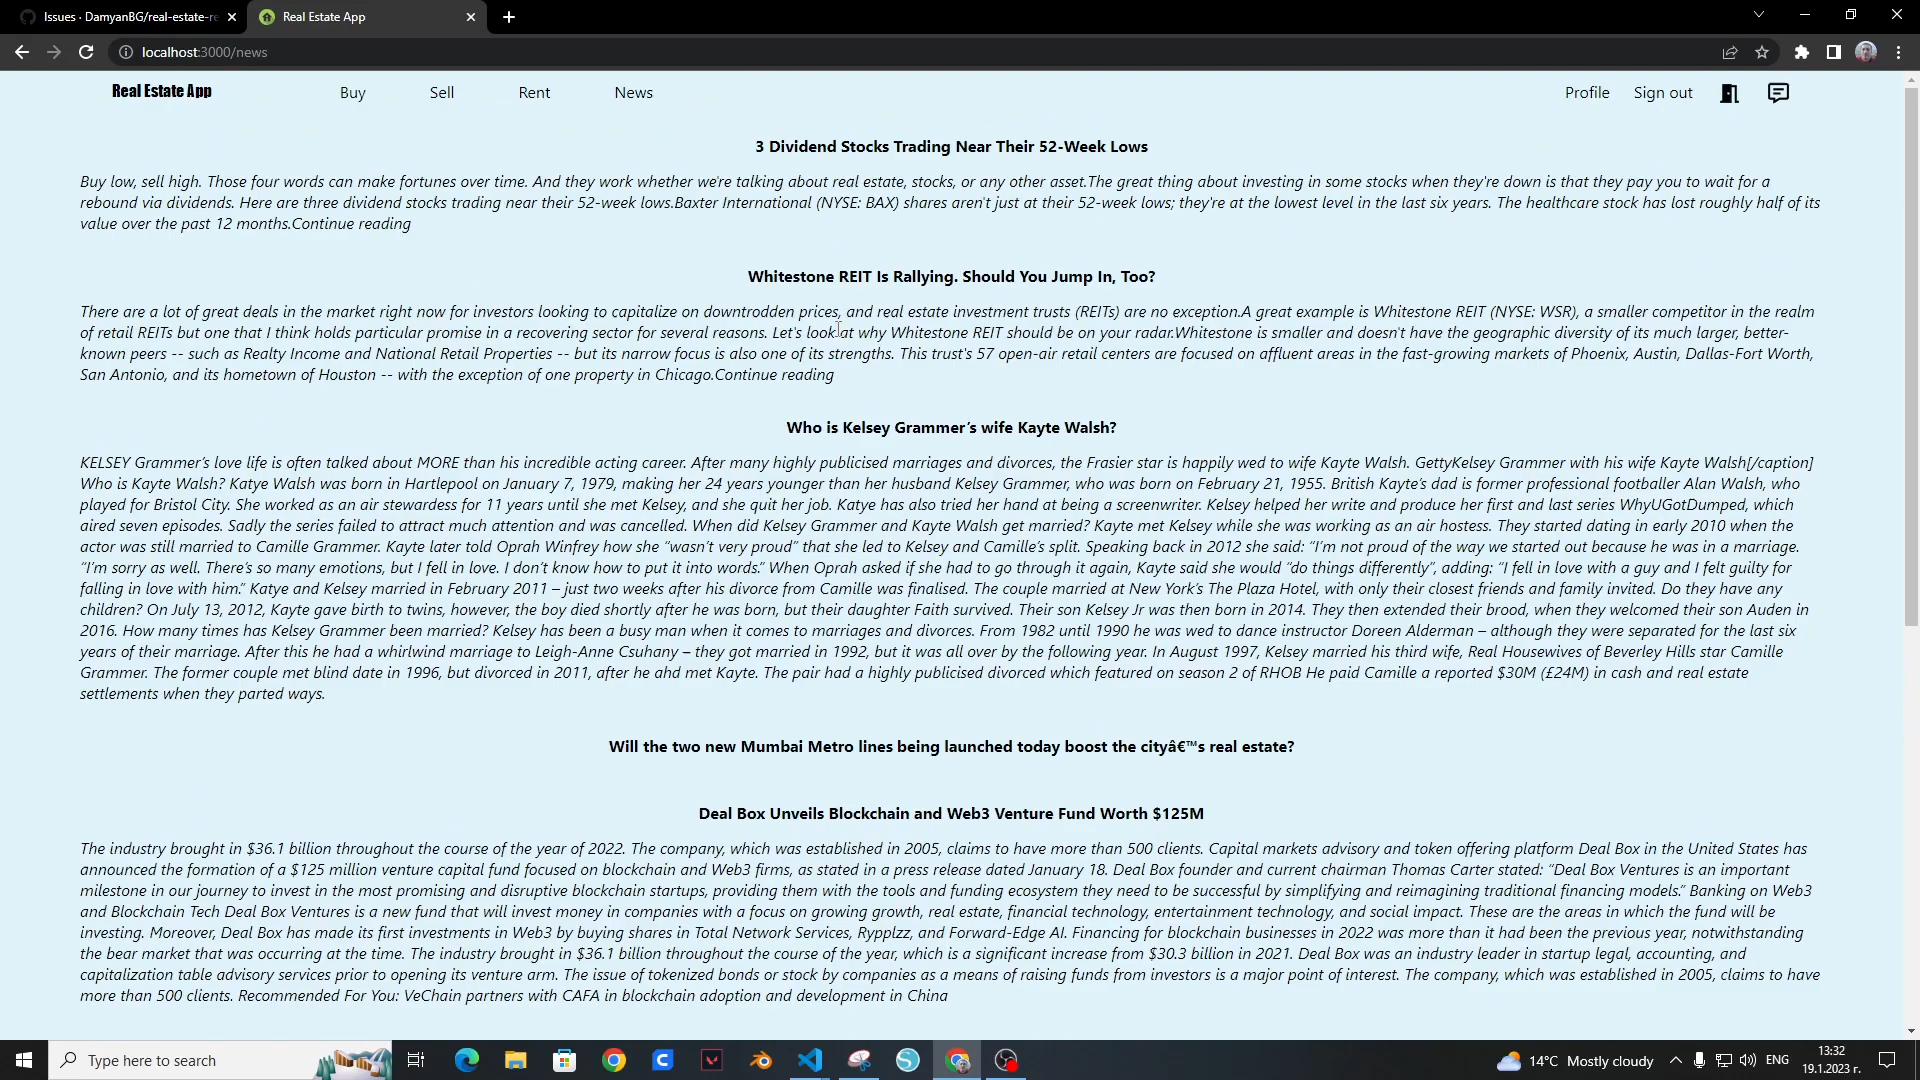 Issues · DamyanBG/real-estate-re
Real Estate App
localhost:3000/news
Real Estate App
Buy
Sell
Rent
News
Profile
Sign out
3 Dividend Stocks Trading Near Their 52-Week Lows
Buy low, sell high. Those four words can make fortunes over time. And they work whether we're talking about real estate, stocks, or any other asset.The great thing about investing in some stocks when they're down is that they pay you to wait for a
rebound via dividends. Here are three dividend stocks trading near their 52-week lows.Baxter International (NYSE: BAX) shares aren't just at their 52-week lows; they're at the lowest level in the last six years. The healthcare stock has lost roughly half of its
value over the past 12 months.Continue reading
Whitestone REIT Is Rallying. Should You Jump In, Too?
There are a lot of great deals in the market right now for investors looking to capitalize on downtrodden prices, and real estate investment trusts (REITs) are no exception.A great example is Whitestone REIT (NYSE: WSR), a smaller competitor in the realm
of retail REITs but one that I think holds particular promise in a recovering sector for several reasons. Let's look at why Whitestone REIT should be on your radar.Whitestone is smaller and doesn't have the geographic diversity of its much larger, better-
known peers -- such as Realty Income and National Retail Properties -- but its narrow focus is also one of its strengths. This trust's 57 open-air retail centers are focused on affluent areas in the fast-growing markets of Phoenix, Austin, Dallas-Fort Worth,
San Antonio, and its hometown of Houston -- with the exception of one property in Chicago.Continue reading
Who is Kelsey Grammer’s wife Kayte Walsh?
KELSEY Grammer’s love life is often talked about MORE than his incredible acting career. After many highly publicised marriages and divorces, the Frasier star is happily wed to wife Kayte Walsh. GettyKelsey Grammer with his wife Kayte Walsh[/caption]
Who is Kayte Walsh? Katye Walsh was born in Hartlepool on January 7, 1979, making her 24 years younger than her husband Kelsey Grammer, who was born on February 21, 1955. British Kayte’s dad is former professional footballer Alan Walsh, who
played for Bristol City. She worked as an air stewardess for 11 years until she met Kelsey, and she quit her job. Katye has also tried her hand at being a screenwriter. Kelsey helped her write and produce her first and last series WhyUGotDumped, which
aired seven episodes. Sadly the series failed to attract much attention and was cancelled. When did Kelsey Grammer and Kayte Walsh get married? Kayte met Kelsey while she was working as an air hostess. They started dating in early 2010 when the
actor was still married to Camille Grammer. Kayte later told Oprah Winfrey how she “wasn’t very proud” that she led to Kelsey and Camille’s split. Speaking back in 2012 she said: “I’m not proud of the way we started out because he was in a marriage.
“I’m sorry as well. There’s so many emotions, but I fell in love. I don’t know how to put it into words.” When Oprah asked if she had to go through it again, Kayte said she would “do things differently”, adding: “I fell in love with a guy and I felt guilty for
falling in love with him.” Katye and Kelsey married in February 2011 – just two weeks after his divorce from Camille was finalised. The couple married at New York’s The Plaza Hotel, with only their closest friends and family invited. Do they have any
children? On July 13, 2012, Kayte gave birth to twins, however, the boy died shortly after he was born, but their daughter Faith survived. Their son Kelsey Jr was then born in 2014. They then extended their brood, when they welcomed their son Auden in
2016. How many times has Kelsey Grammer been married? Kelsey has been a busy man when it comes to marriages and divorces. From 1982 until 1990 he was wed to dance instructor Doreen Alderman – although they were separated for the last six
years of their marriage. After this he had a whirlwind marriage to Leigh-Anne Csuhany – they got married in 1992, but it was all over by the following year. In August 1997, Kelsey married his third wife, Real Housewives of Beverley Hills star Camille
Grammer. The former couple met blind date in 1996, but divorced in 2011, after he ahd met Kayte. The pair had a highly publicised divorced which featured on season 2 of RHOB He paid Camille a reported $30M (£24M) in cash and real estate
settlements when they parted ways.
Will the two new Mumbai Metro lines being launched today boost the cityâ€™s real estate?
Deal Box Unveils Blockchain and Web3 Venture Fund Worth $125M
The industry brought in $36.1 billion throughout the course of the year of 2022. The company, which was established in 2005, claims to have more than 500 clients. Capital markets advisory and token offering platform Deal Box in the United States has
announced the formation of a $125 million venture capital fund focused on blockchain and Web3 firms, as stated in a press release dated January 18. Deal Box founder and current chairman Thomas Carter stated: “Deal Box Ventures is an important
milestone in our journey to invest in the most promising and disruptive blockchain startups, providing them with the tools and funding ecosystem they need to be successful by simplifying and reimagining traditional financing models.” Banking on Web3
and Blockchain Tech Deal Box Ventures is a new fund that will invest money in companies with a focus on growing growth, real estate, financial technology, entertainment technology, and social impact. These are the areas in which the fund will be
investing. Moreover, Deal Box has made its first investments in Web3 by buying shares in Total Network Services, Rypplzz, and Forward-Edge AI. Financing for blockchain businesses in 2022 was more than it had been the previous year, notwithstanding
the bear market that was occurring at the time. The industry brought in $36.1 billion throughout the course of the year, which is a significant increase from $30.3 billion in 2021. Deal Box was an industry leader in startup legal, accounting, and
capitalization table advisory services prior to opening its venture arm. The issue of tokenized bonds or stock by companies as a means of raising funds from investors is a major point of interest. The company, which was established in 2005, claims to have
more than 500 clients. Recommended For You: VeChain partners with CAFA in blockchain adoption and development in China
Type here to search
14°C Mostly cloudy
ENG
13:32
19.1.2023 г.